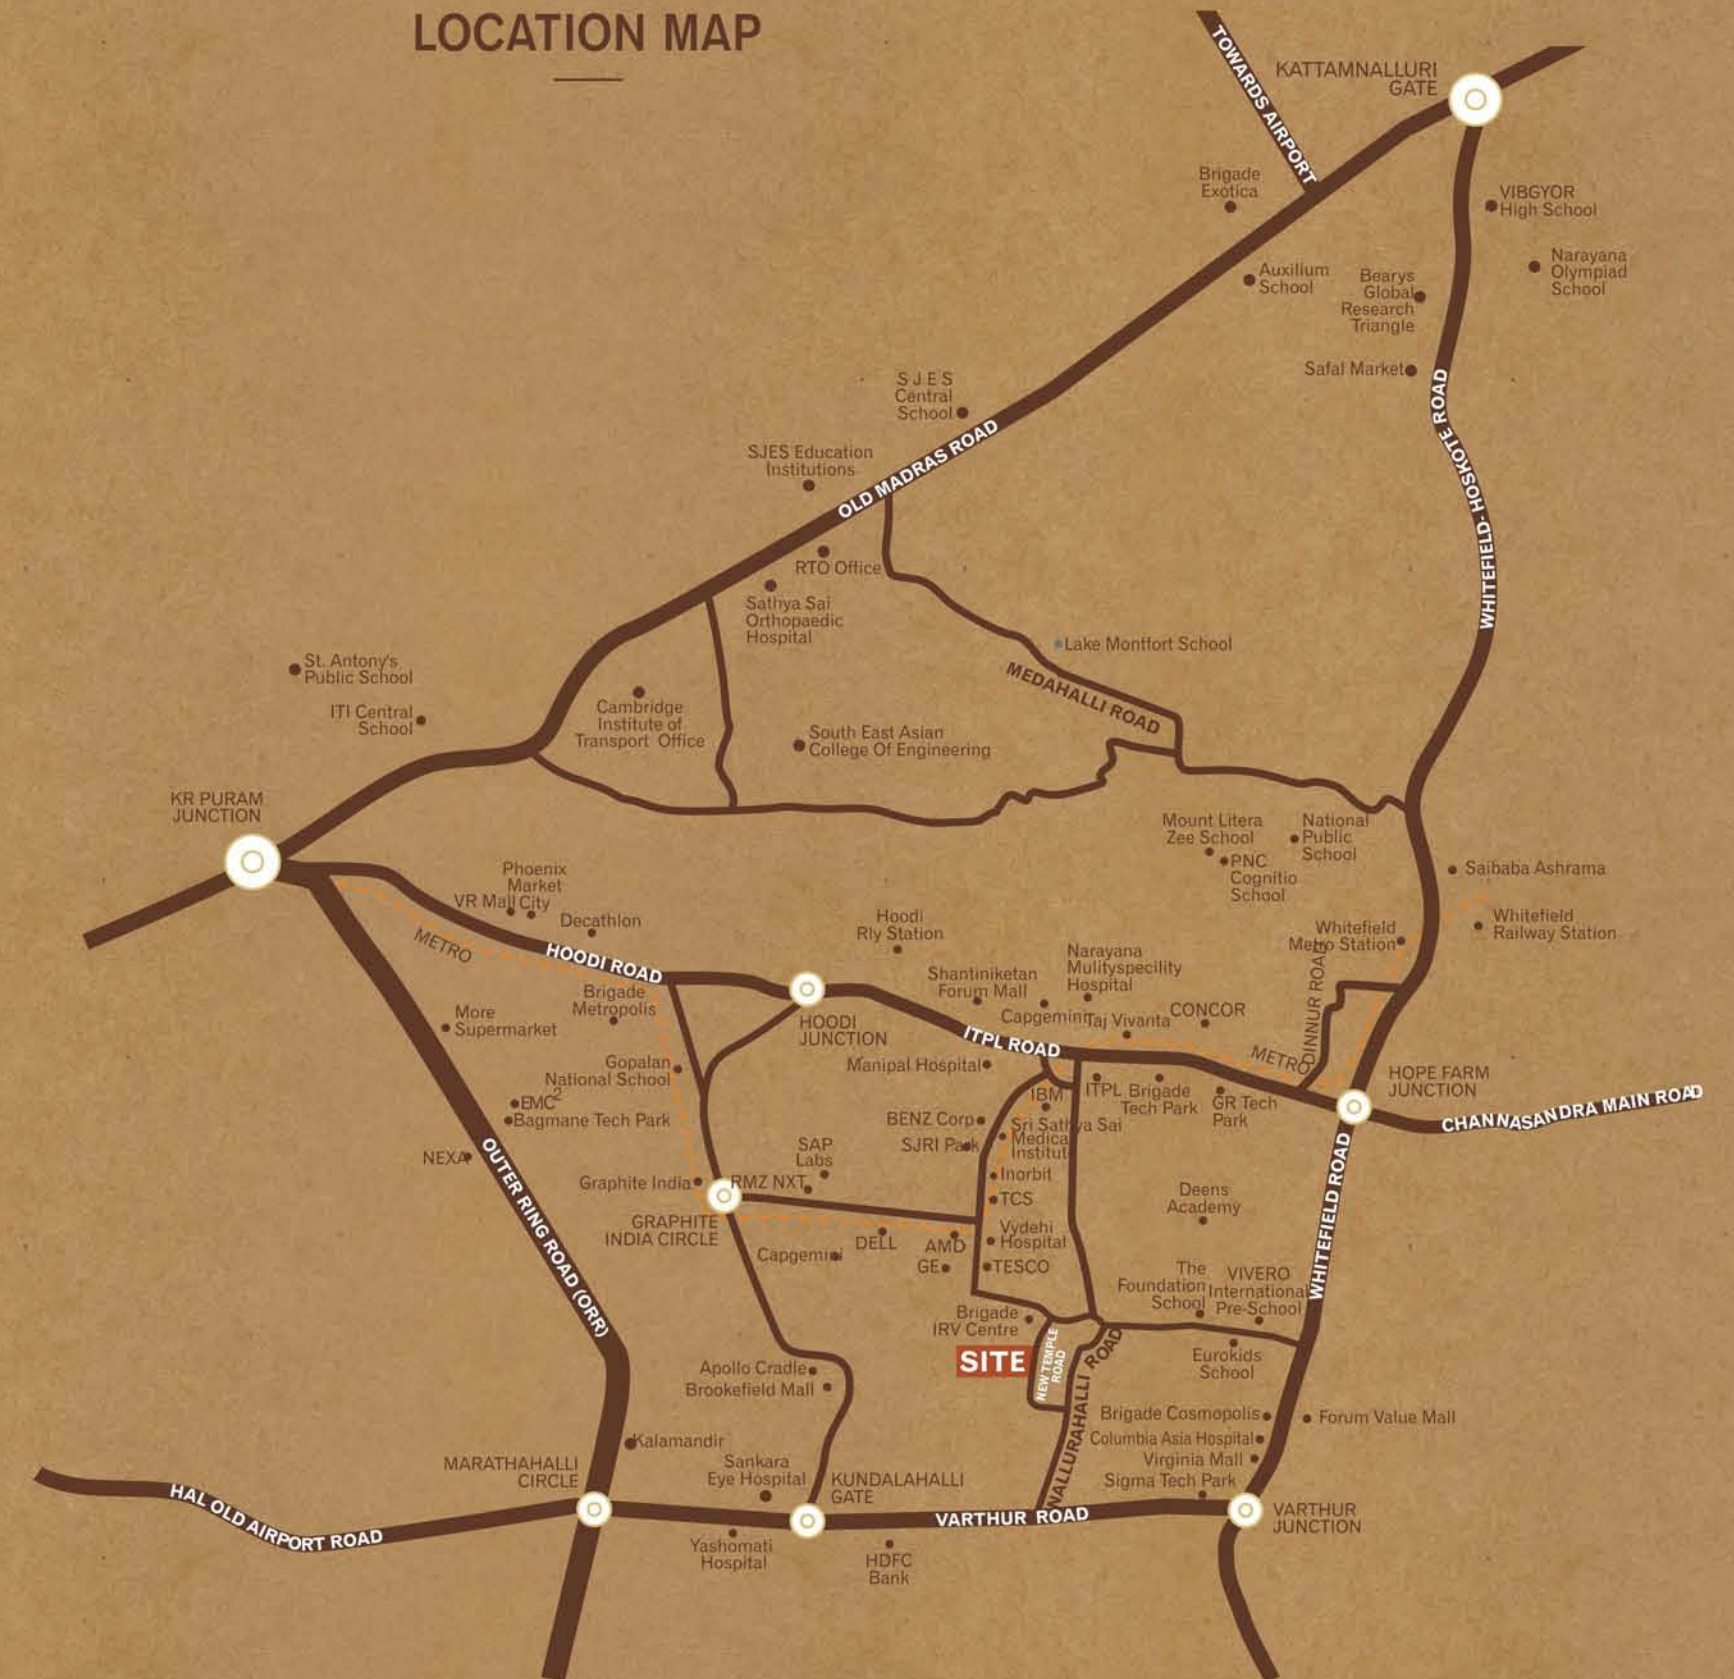 LOCATION MAP
TOWARDS AIRPORT
KATTAMNALLURI
GATE
Brigade
Exotica
VIBGYOR
High School
Narayana
Olympiad
School
Auxilium
School
Bearys
Global
Research
Triangle
Safal Market
WHITEFIELD-HOSKOTE ROAD
S J E S
Central
School
SJES Education
Institutions
OLD MADRAS ROAD
RTO Office
Sathya Sai
Orthopaedic
Hospital
Lake Montfort School
MEDAHALLI ROAD
St. Antony's
Public School
ITI Central
School
Cambridge
Institute of
Transport Office
South East Asian
College Of Engineering
KR PURAM
JUNCTION
Mount Litera
Zee School
National
Public
School
PNC
Cognitio
School
Saibaba Ashrama
Whitefield
Railway Station
Whitefield
Metro Station
Phoenix
Market
City
VR Mall
Decathlon
METRO
HOODI ROAD
Hoodi
Rly Station
Brigade
Metropolis
More
Supermarket
HOODI
JUNCTION
Shantiniketan
Forum Mall
Narayana
Mulityspecility
Hospital
Capgemini
Taj Vivanta
CONCOR
DINNUR ROAD
ITPL ROAD
METRO
Manipal Hospital
Gopalan
National School
EMC2
Bagmane Tech Park
HOPE FARM
JUNCTION
CHANNASANDRA MAIN ROAD
IBM
ITPL
Brigade
Tech Park
GR Tech
Park
BENZ Corp
Sri Sathya Sai
Medical
Institute
SJRI Park
NEXA
OUTER RING ROAD (ORR)
SAP
Labs
Graphite India
RMZ NXT
Inorbit
TCS
WHITEFIELD ROAD
Deens
Academy
GRAPHITE
INDIA CIRCLE
Capgemini
DELL
AMD
GE
Vydehi
Hospital
TESCO
The
Foundation
School
VIVERO
International
Pre-School
Brigade
IRV Centre
SITE
NEW TEMPLE
ROAD
NALLURAHALLI ROAD
Eurokids
School
Apollo Cradle
Brookefield Mall
Brigade Cosmopolis
Forum Value Mall
Columbia Asia Hospital
Virginia Mall
Sigma Tech Park
Kalamandir
MARATHAHALLI
CIRCLE
Sankara
Eye Hospital
KUNDALAHALLI
GATE
HAL OLD AIRPORT ROAD
VARTHUR ROAD
VARTHUR
JUNCTION
Yashomati
Hospital
HDFC
Bank